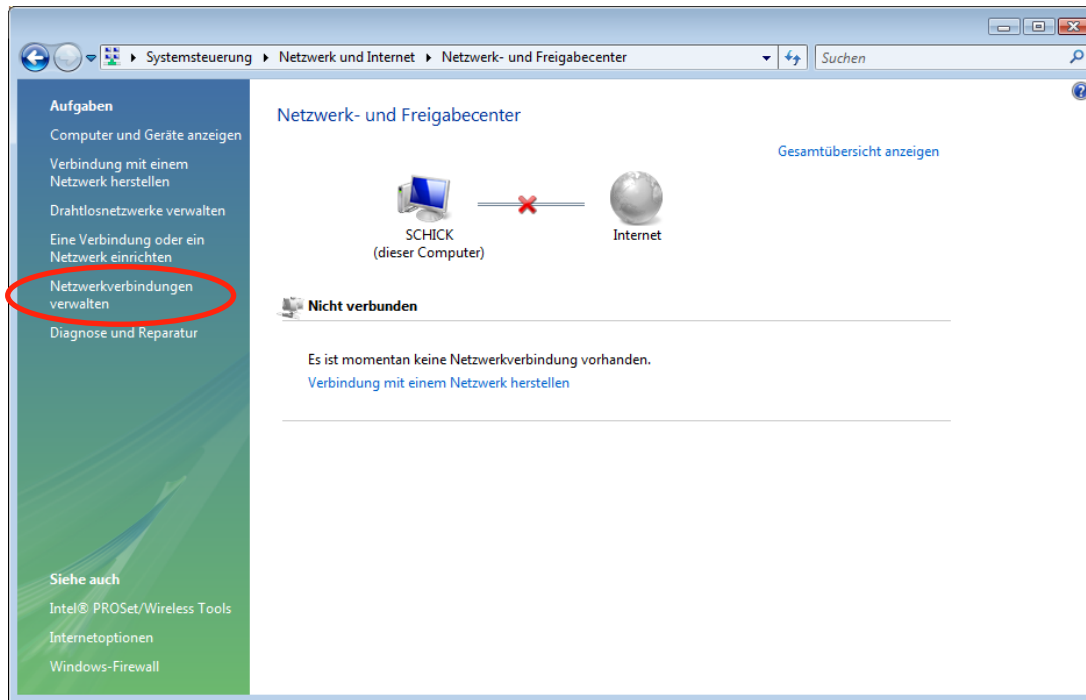 Systemsteuerung Netzwerk und Internet Netzwerk- und Freigabecenter
Suchen
Aufgaben
Computer und Geräte anzeigen
Verbindung mit einem
Netzwerk herstellen
Drahtlosnetzwerke verwalten
Eine Verbindung oder ein
Netzwerk einrichten
Netzwerkverbindungen
verwalten
Diagnose und Reparatur
Siehe auch
Intel® PROSet/Wireless Tools
Internetoptionen
Windows-Firewall
Netzwerk- und Freigabecenter
Gesamtübersicht anzeigen
SCHICK
(dieser Computer)
Internet
Nicht verbunden
Es ist momentan keine Netzwerkverbindung vorhanden.
Verbindung mit einem Netzwerk herstellen